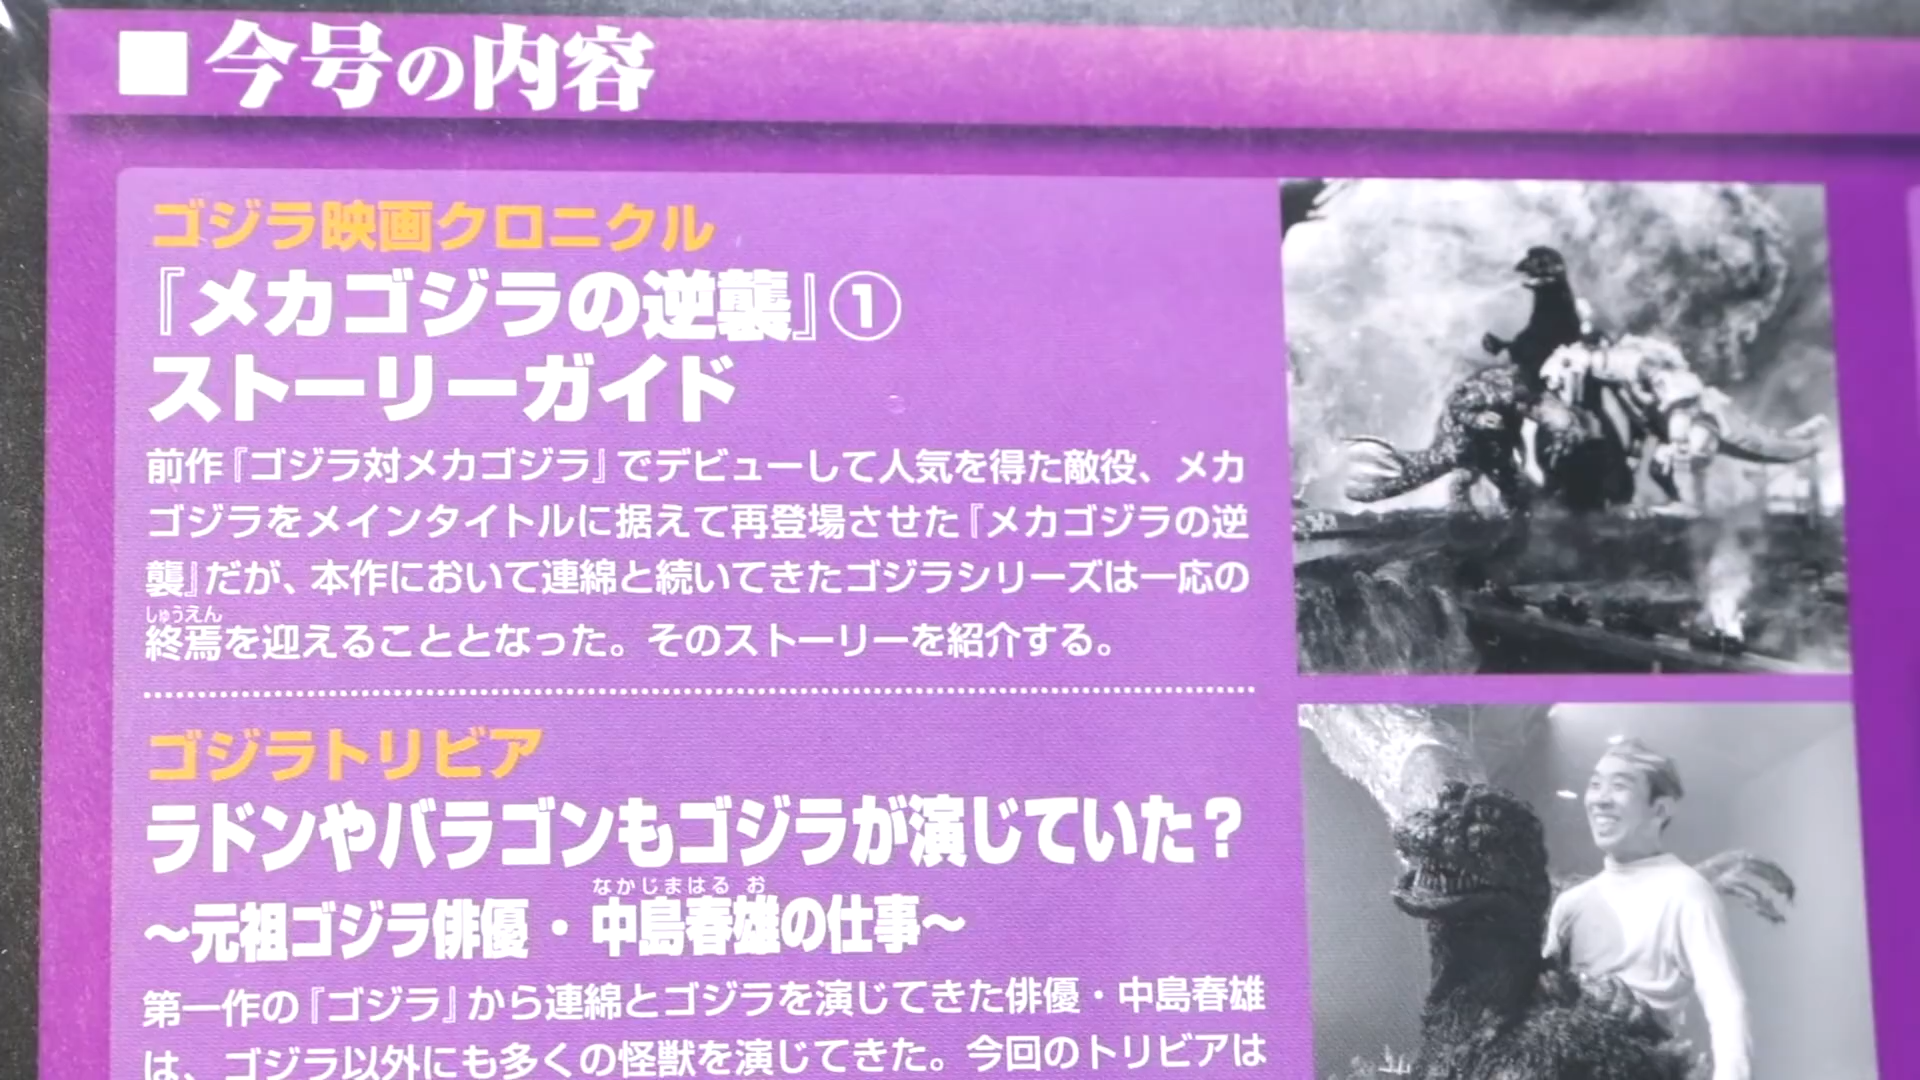 ■今号の内容
ゴジラ映画クロニクル
『メカゴジラの逆襲』①
ストーリーガイド
前作『ゴジラ対メカゴジラ』でデビューして人気を得た敵役、メカ
ゴジラをメインタイトルに据えて再登場させた『メカゴジラの逆
襲』だが、本作において連綿と続いてきたゴジラシリーズは一応の
しゅうえん
終焉を迎えることとなった。そのストーリーを紹介する。
ゴジラトリビア
ラドンやバラゴンもゴジラが演じていた?
なかじまはる お
～元祖ゴジラ俳優・中島春雄の仕事～
第一作の『ゴジラ』から連綿とゴジラを演じてきた俳優・中島春雄
は、ゴジラ以外にも多くの怪獣を演じてきた。今回のトリビアは